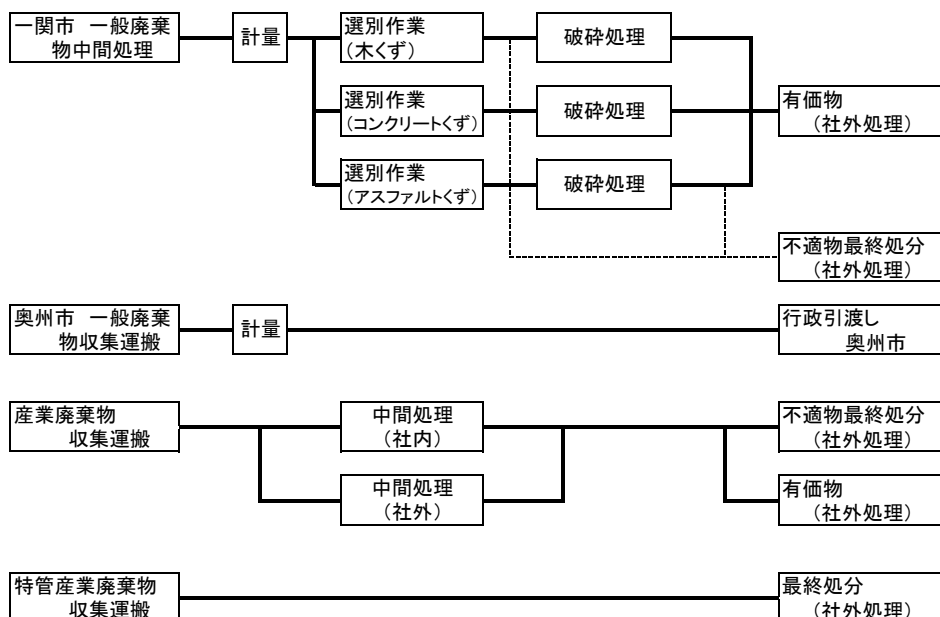 一関市 一般廃棄
物中間処理
計量
選別作業
(木くず)
破砕処理
選別作業
(コンクリートくず)
破砕処理
有価物
(社外処理)
選別作業
(アスファルトくず)
破砕処理
不適物最終処分
(社外処理)
奥州市 一般廃棄
物収集運搬
計量
行政引渡し
奥州市
産業廃棄物
収集運搬
中間処理
(社内)
不適物最終処分
(社外処理)
中間処理
(社外)
有価物
(社外処理)
特管産業廃棄物
収集運搬
最終処分
(社外処理)